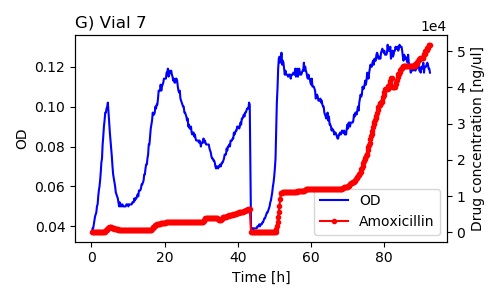 G) Vial 7
1e4
OD
0.12
0.10
0.08
0.06
0.04
5
4
3
2
1
0
Drug concentration [ng/ul]
OD
Amoxicillin
0
20
40
60
80
Time [h]